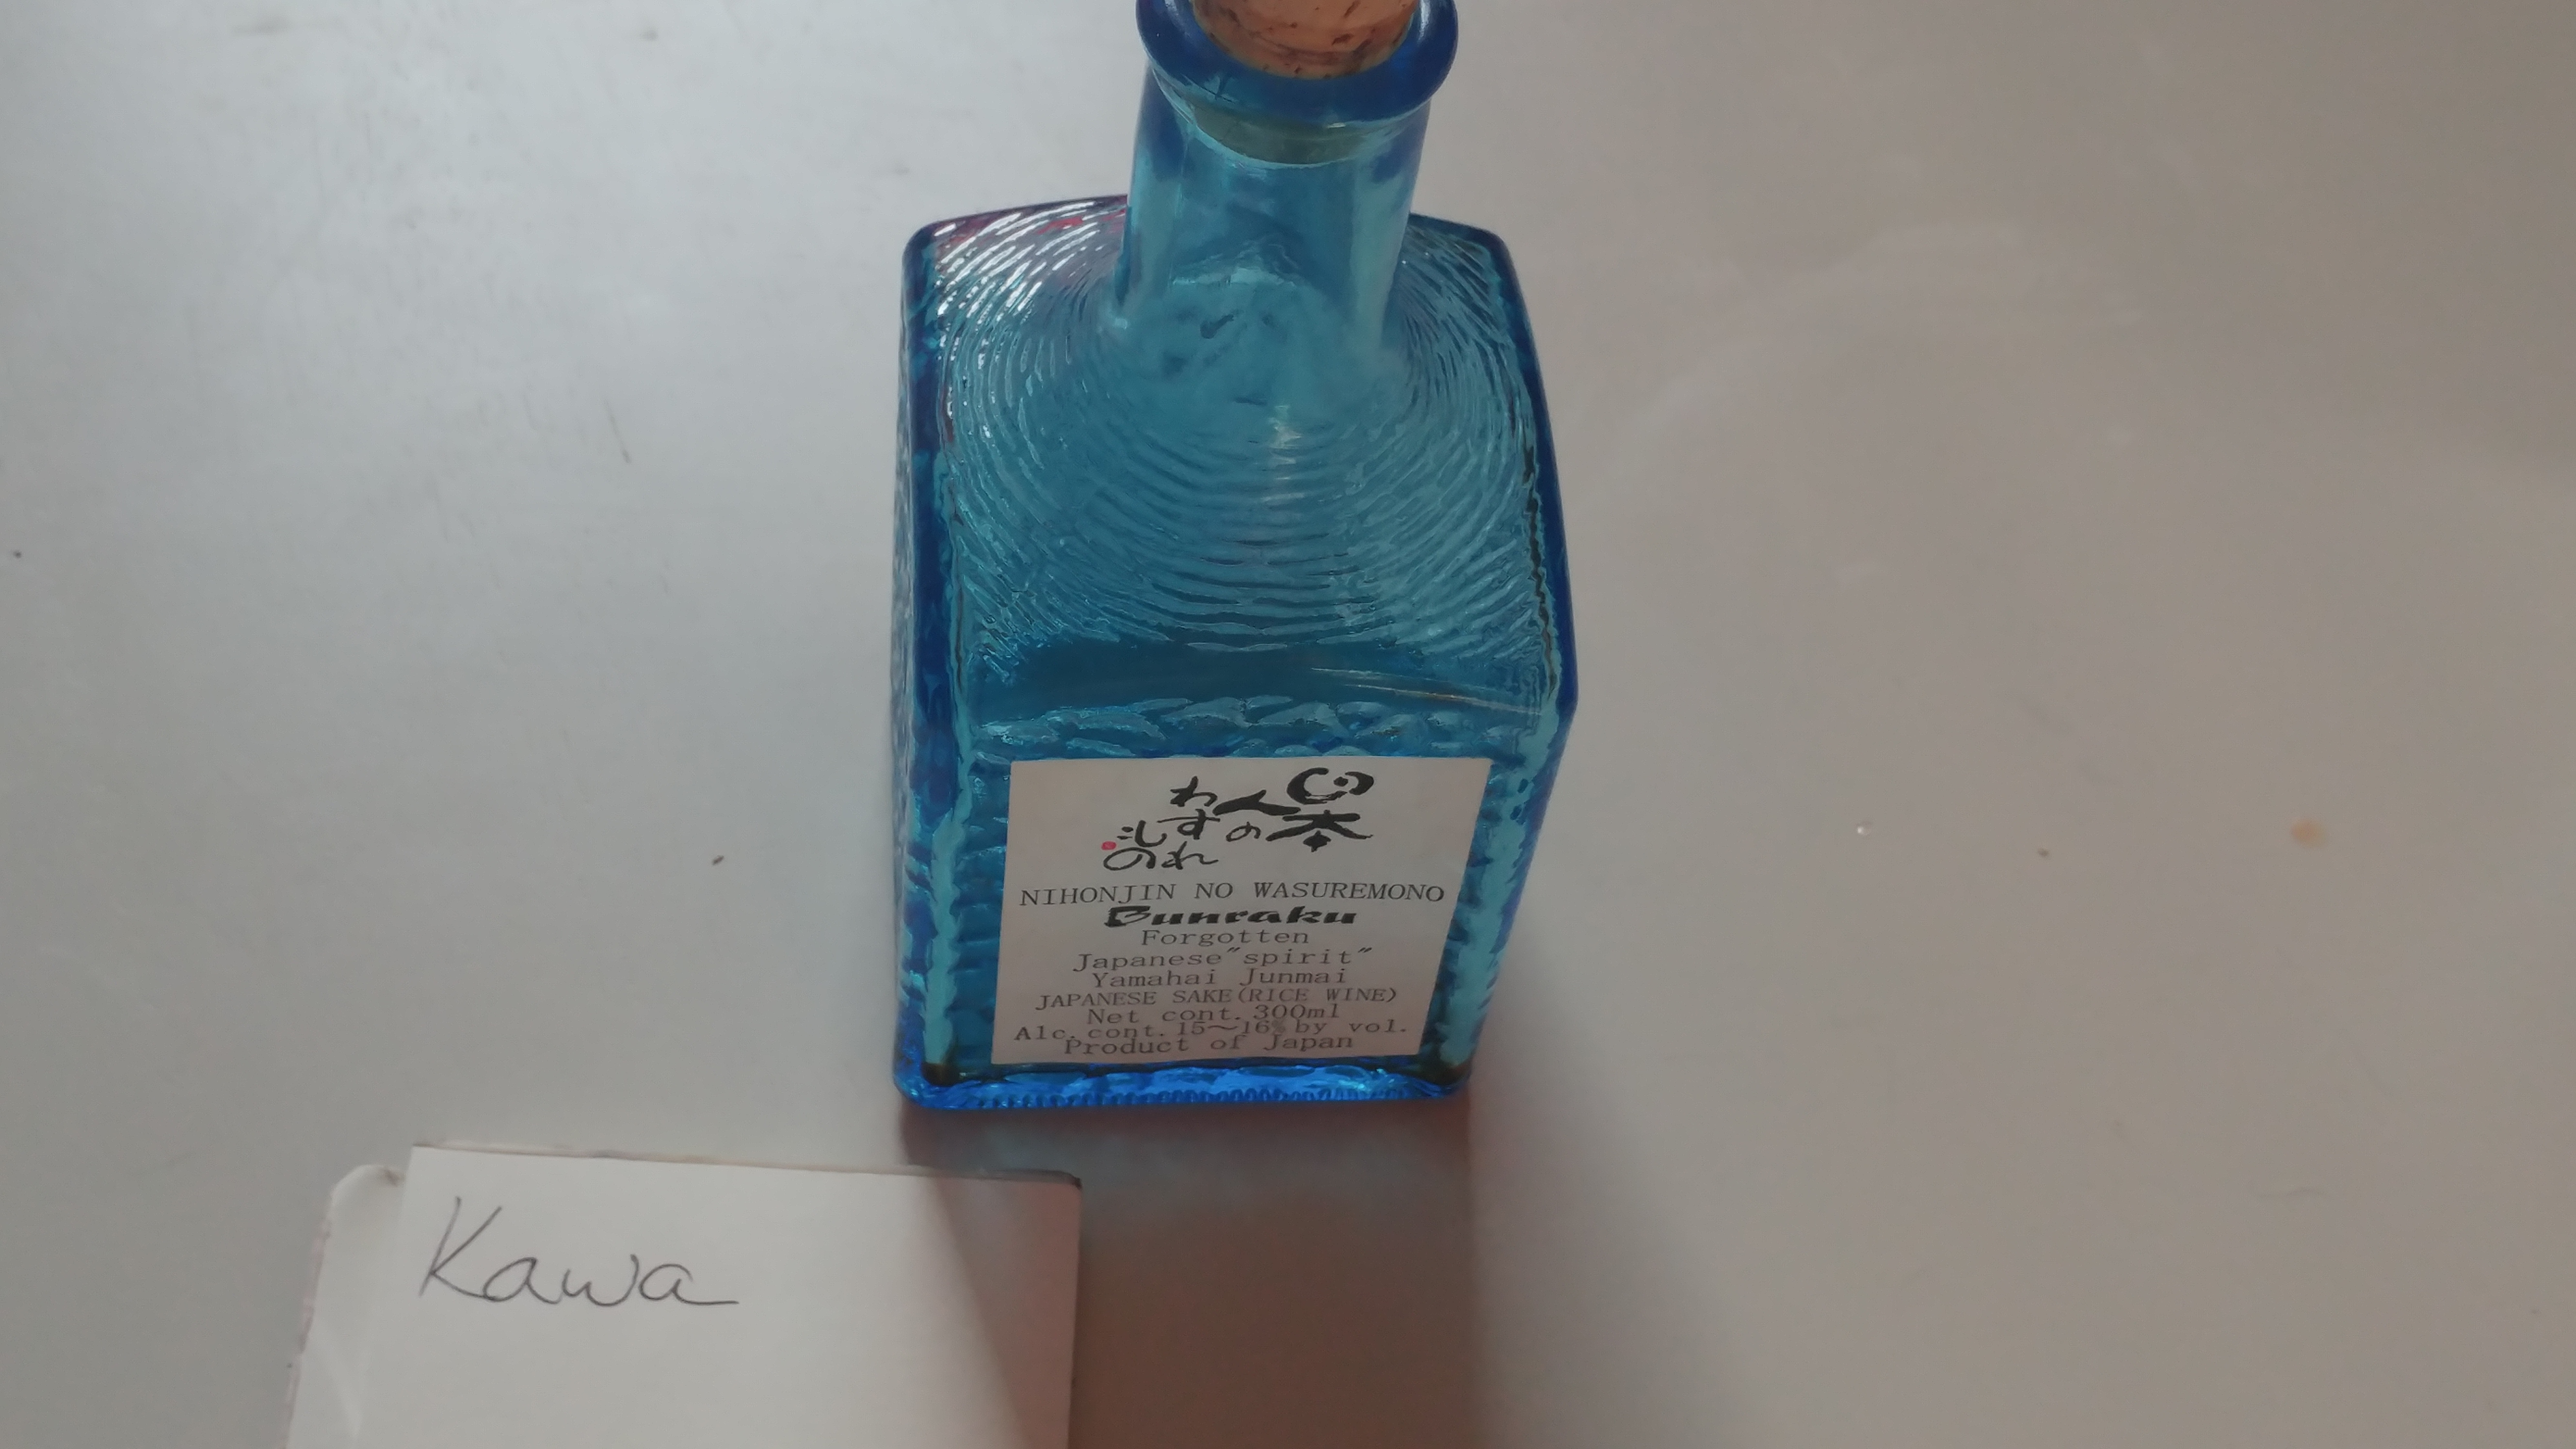 日本
人の
わすれ
もの
NIHONJIN NO WASUREMONO
Bunraku
Forgotten
Japanese"spirit"
Yamahai Junmai
JAPANESE SAKE(RICE WINE)
Net cont. 300ml
Alc. cont. 15～16% by vol.
Product of Japan
Kawa